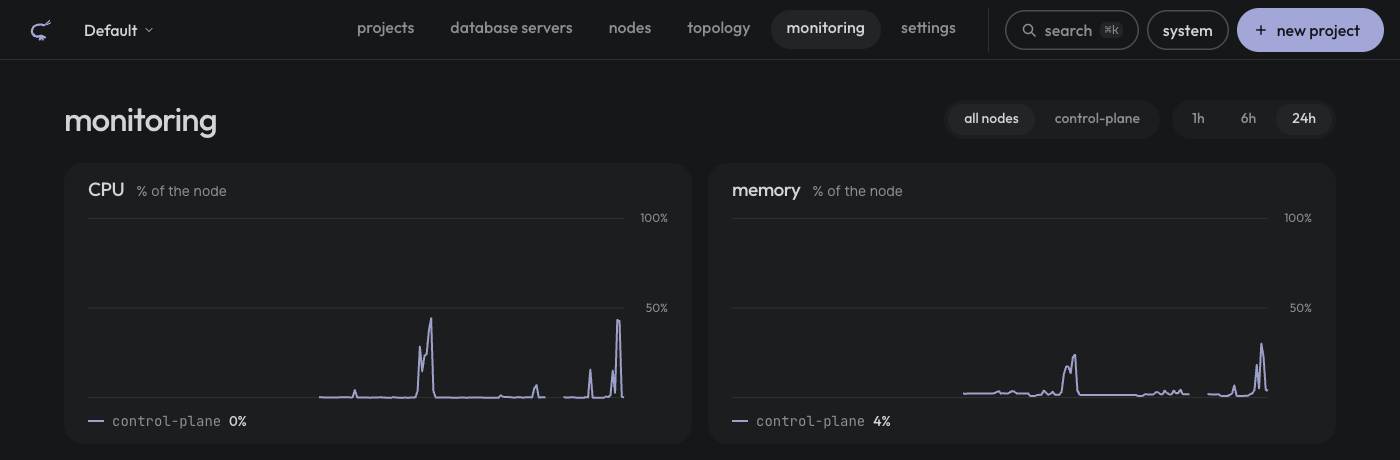 Default projects database servers nodes topology monitoring settings search ⌘k system + new project
monitoring all nodes control-plane 1h 6h 24h
CPU % of the node
100%
50%
control-plane 0%
memory % of the node
100%
50%
control-plane 4%